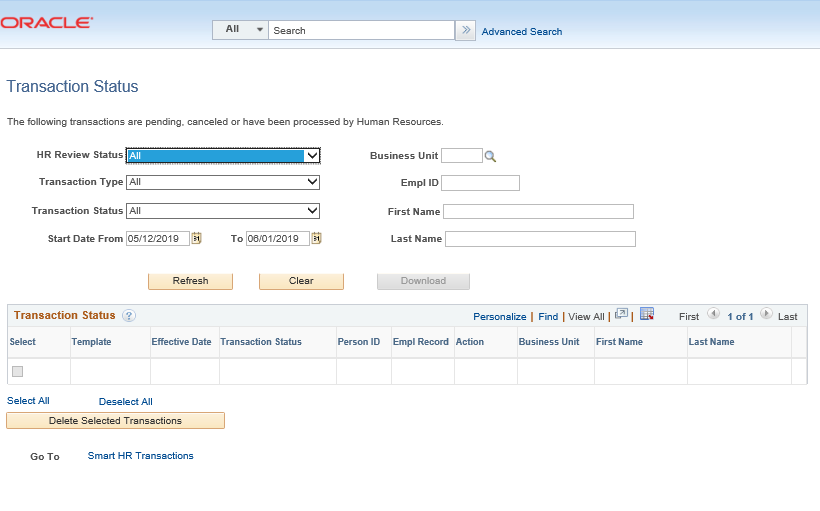 ORACLE
All Search Advanced Search
Transaction Status
The following transactions are pending, canceled or have been processed by Human Resources.
HR Review Status All Business Unit
Transaction Type All Empl ID
Transaction Status All First Name
Start Date From 05/12/2019 To 06/01/2019 Last Name
Refresh Clear Download
Transaction Status ? Personalize | Find | View All | | First 1 of 1 Last
Select Template Effective Date Transaction Status Person ID Empl Record Action Business Unit First Name Last Name
Select All Deselect All
Delete Selected Transactions
Go To Smart HR Transactions